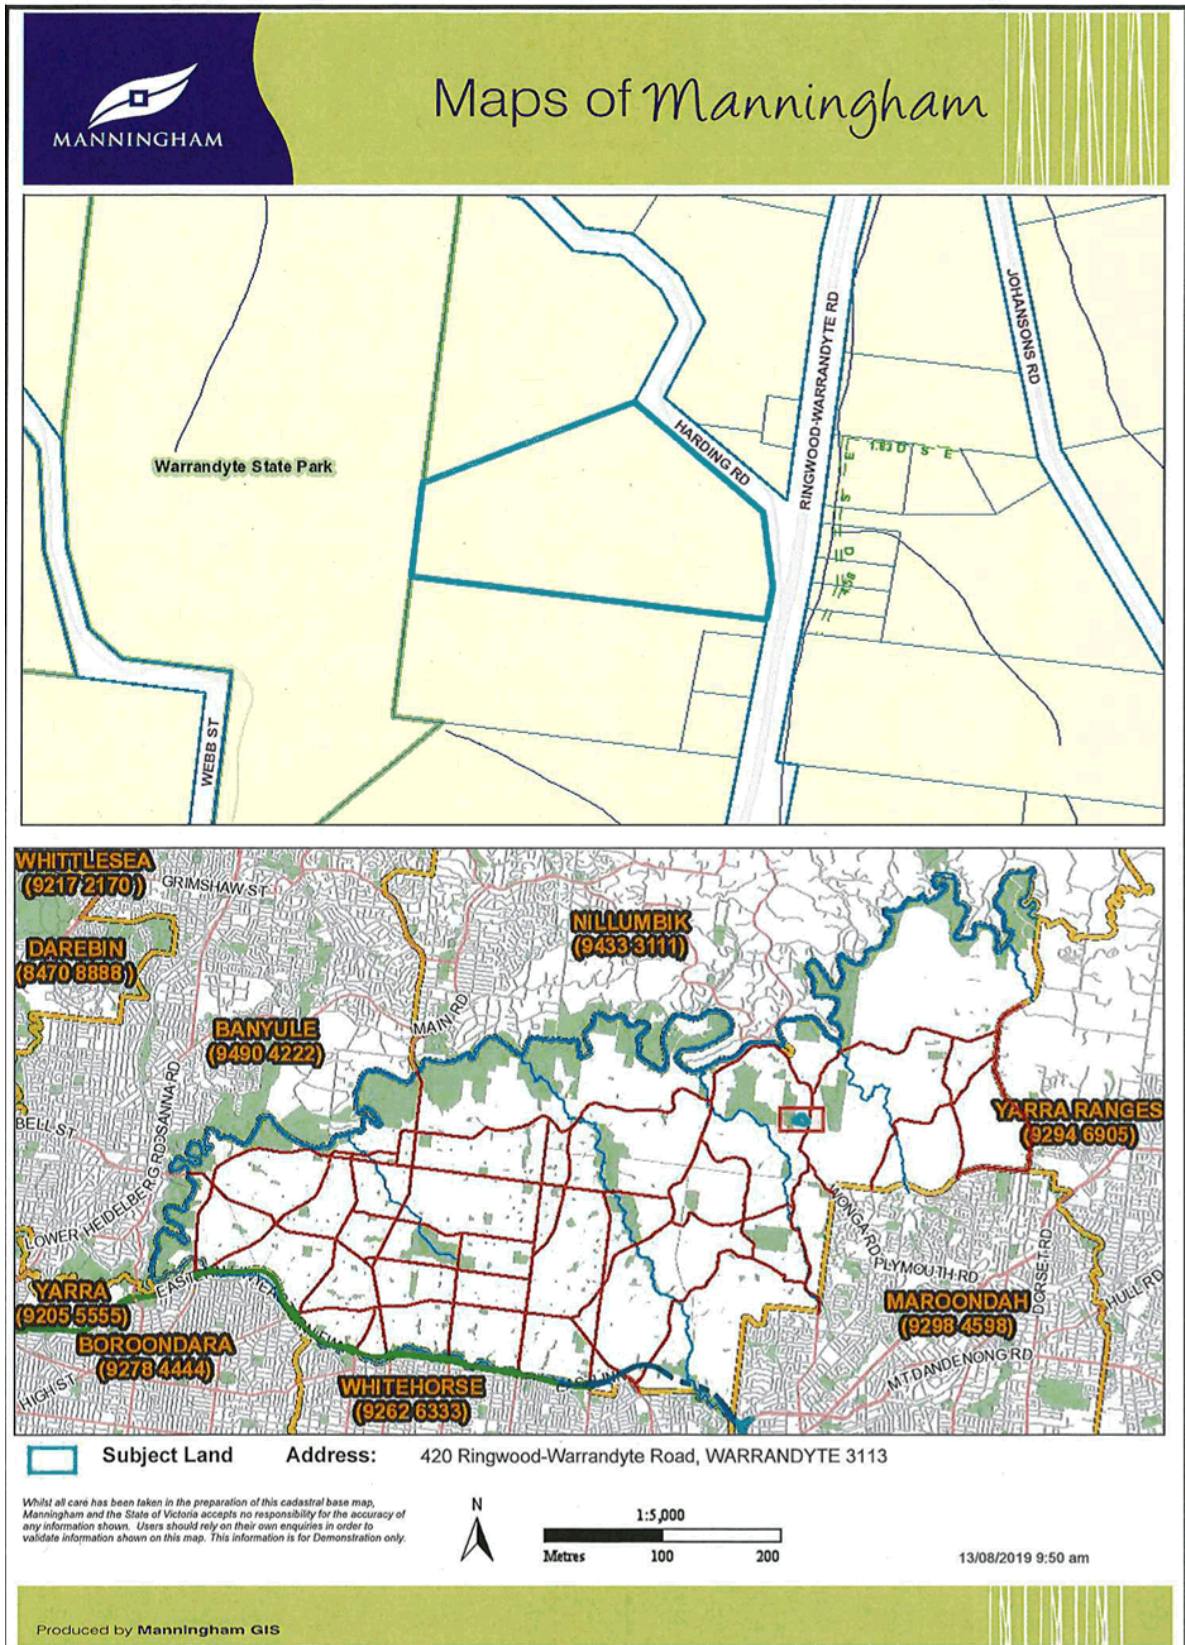 MANNINGHAM
Maps of Manningham
JOHANSONS RD
RINGWOOD-WARRANDYTE RD
HARDING RD
1.83 D S E
E
S
D
Warrandyte State Park
WEBB ST
WHITTLESEA
(9217 2170)
GRIMSHAW ST
DAREBIN
(8470 8888)
NILLUMBIK
(9433 3111)
BANYULE
(9490 4222)
MAIN RD
ROSANNA RD
BELL ST
YARRA RANGES
(9294 6905)
LOWER HEIDELBERG RD
WONGA RD
PLYMOUTH RD
DORSET RD
HULL RD
YARRA
(9205 5555)
MAROONDAH
(9298 4598)
BOROONDARA
(9278 4444)
MT DANDENONG RD
HIGH ST
WHITEHORSE
(9262 6333)
Subject Land Address: 420 Ringwood-Warrandyte Road, WARRANDYTE 3113
Whilst all care has been taken in the preparation of this cadastral base map,
Manningham and the State of Victoria accepts no responsibility for the accuracy of
any information shown. Users should rely on their own enquiries in order to
validate information shown on this map. This information is for Demonstration only.
N
1:5,000
Metres 100 200
13/08/2019 9:50 am
Produced by Manningham GIS